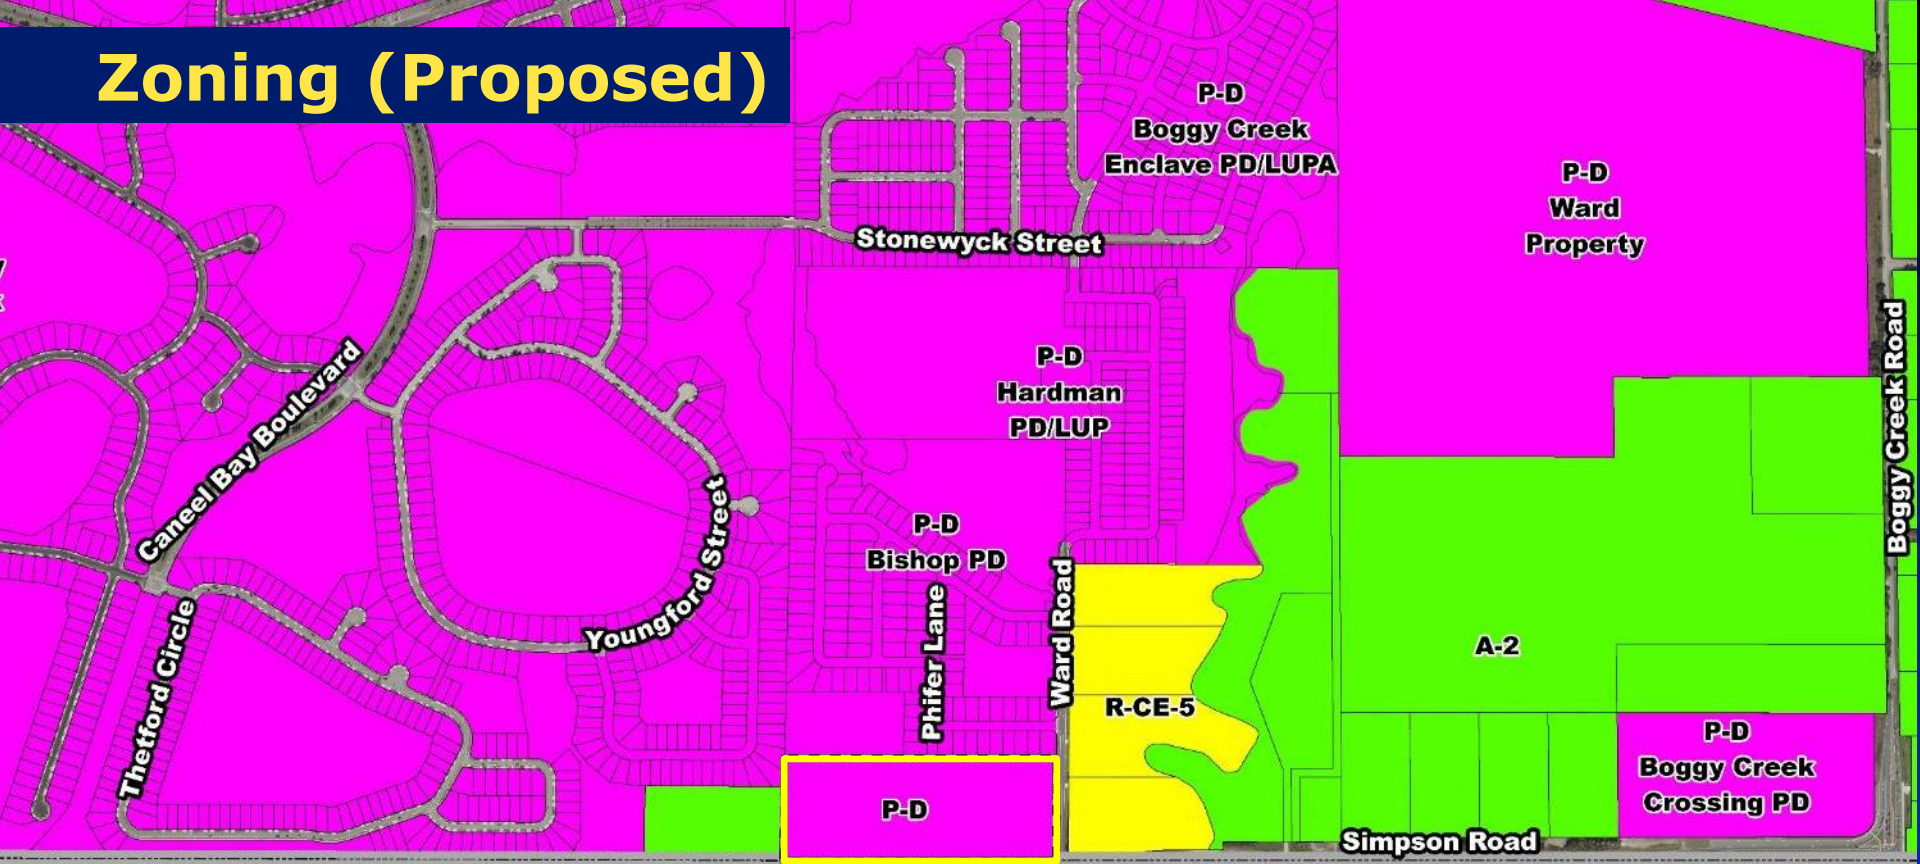 Zoning (Proposed)
P-D
Boggy Creek
Enclave PD/LUPA
P-D
Ward
Property
Stonewyck Street
P-D
Hardman
PD/LUP
Caneel Bay Boulevard
Boggy Creek Road
P-D
Bishop PD
Youngford Street
Thetford Circle
Phifer Lane
Ward Road
A-2
R-CE-5
P-D
Boggy Creek
Crossing PD
P-D
Simpson Road